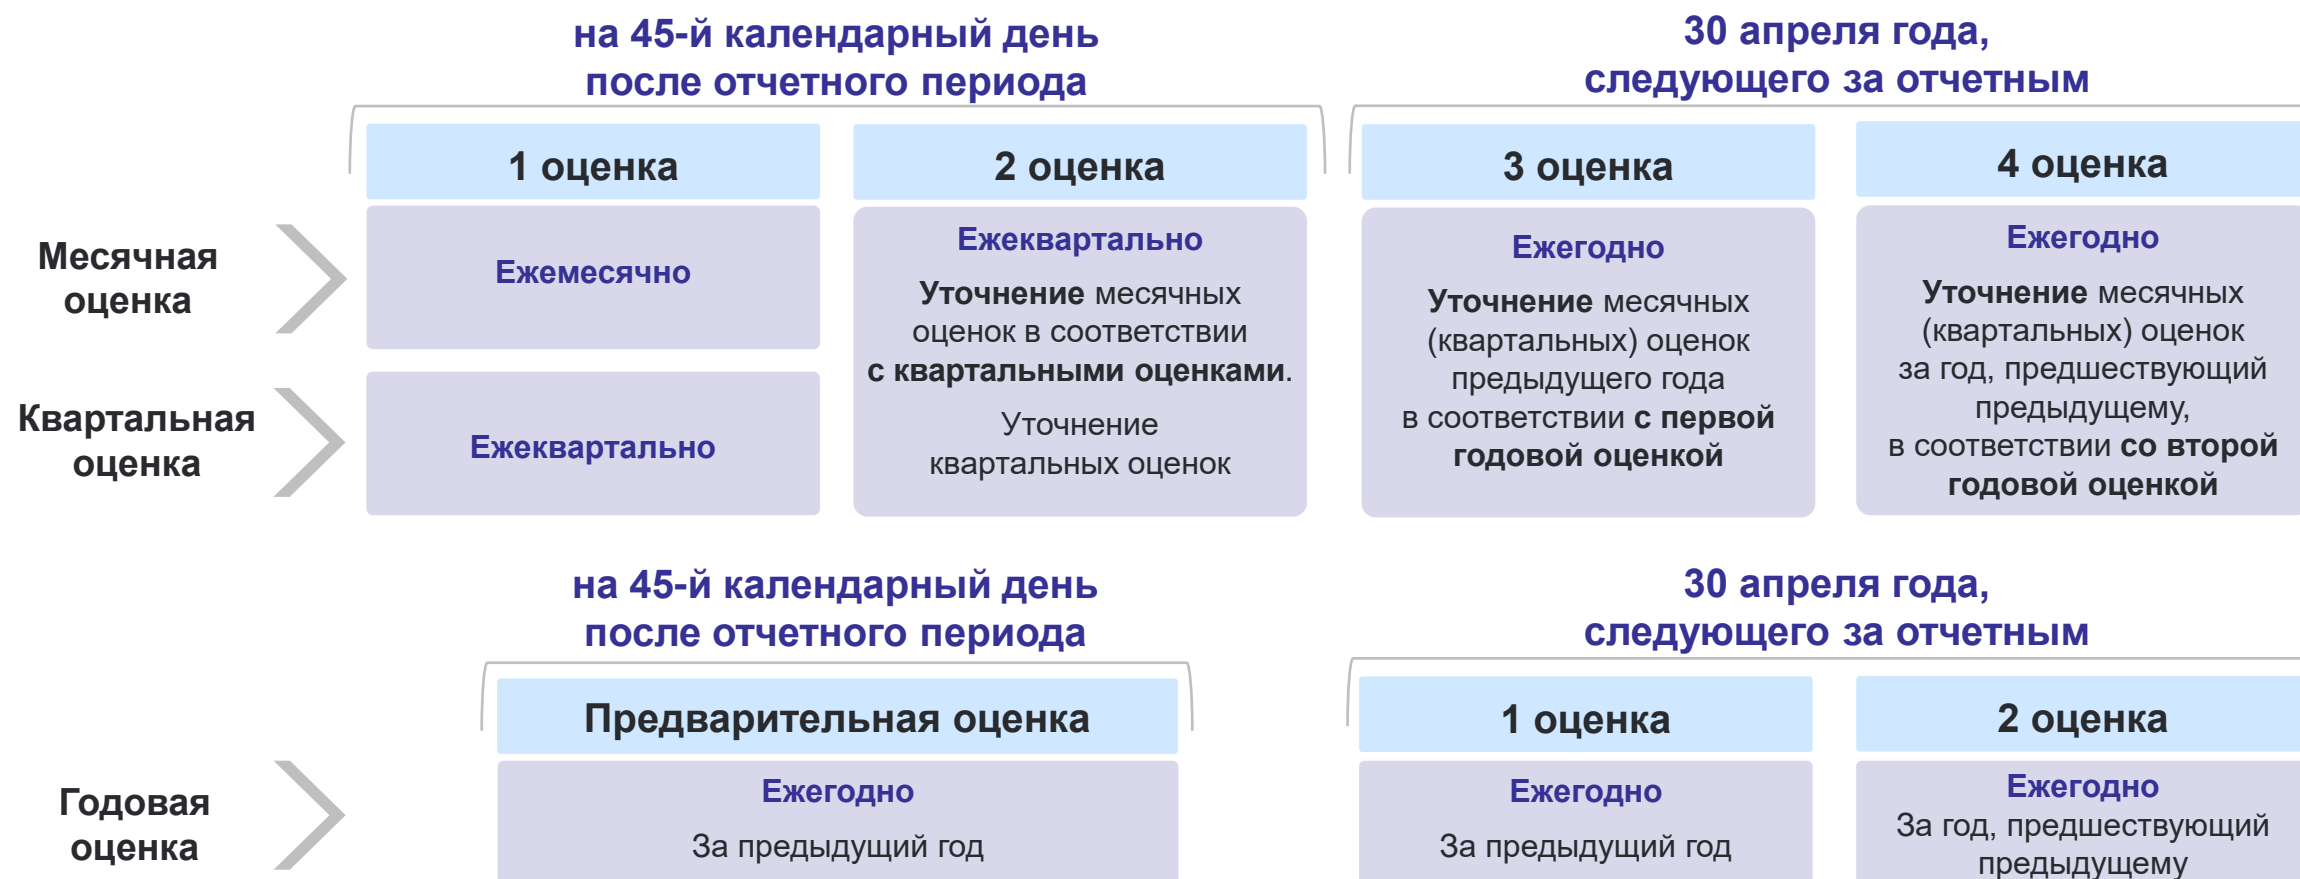 на 45-й календарный день
после отчетного периода
30 апреля года,
следующего за отчетным
1 оценка
2 оценка
3 оценка
4 оценка
Месячная
оценка
Ежемесячно
Квартальная
оценка
Ежеквартально
Ежеквартально
Уточнение месячных
оценок в соответствии
с квартальными оценками.
Уточнение
квартальных оценок
Ежегодно
Уточнение месячных
(квартальных) оценок
предыдущего года
в соответствии с первой
годовой оценкой
Ежегодно
Уточнение месячных
(квартальных) оценок
за год, предшествующий
предыдущему,
в соответствии со второй
годовой оценкой
на 45-й календарный день
после отчетного периода
30 апреля года,
следующего за отчетным
Предварительная оценка
1 оценка
2 оценка
Годовая
оценка
Ежегодно
За предыдущий год
Ежегодно
За предыдущий год
Ежегодно
За год, предшествующий
предыдущему